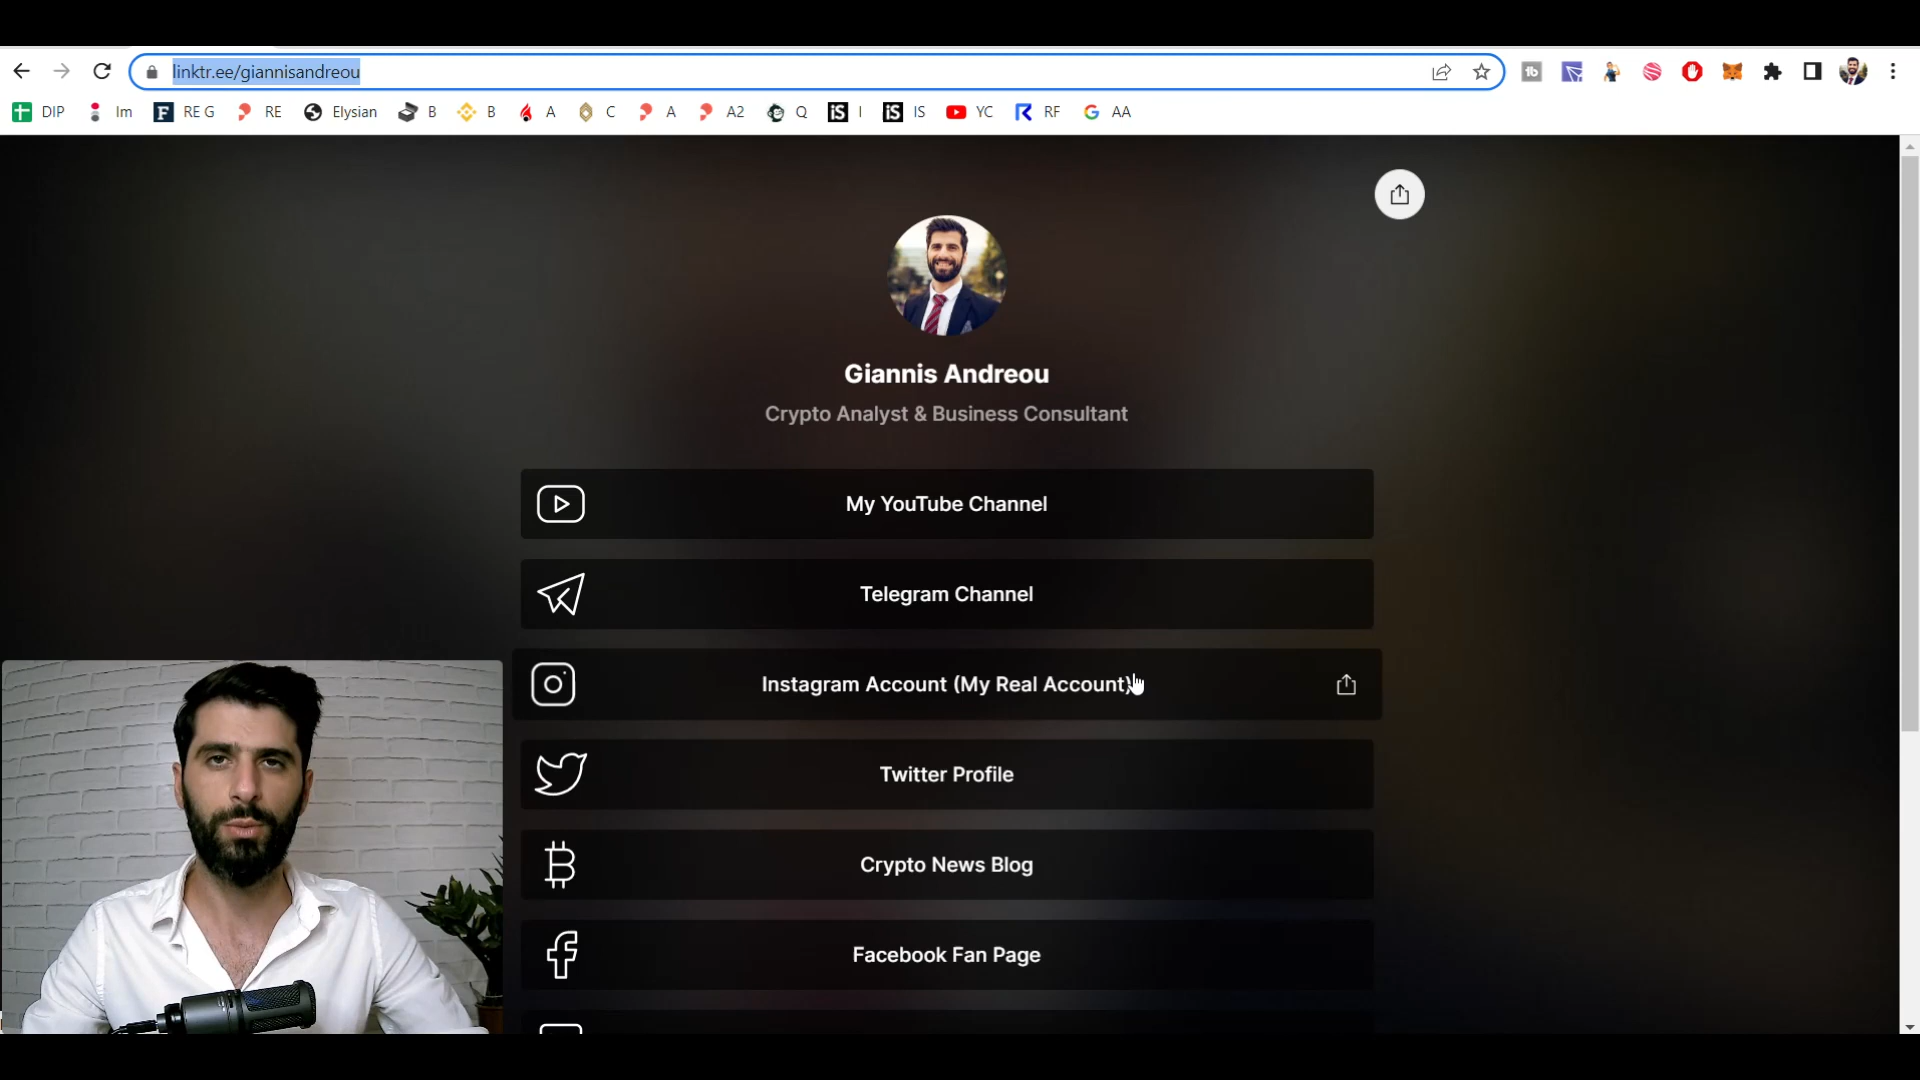 linktr.ee/giannisandreou
DIP Im RE G RE Elysian B B A C A A2 Q I IS YC RF AA
Giannis Andreou
Crypto Analyst & Business Consultant
My YouTube Channel
Telegram Channel
Instagram Account (My Real Account)
Twitter Profile
Crypto News Blog
Facebook Fan Page